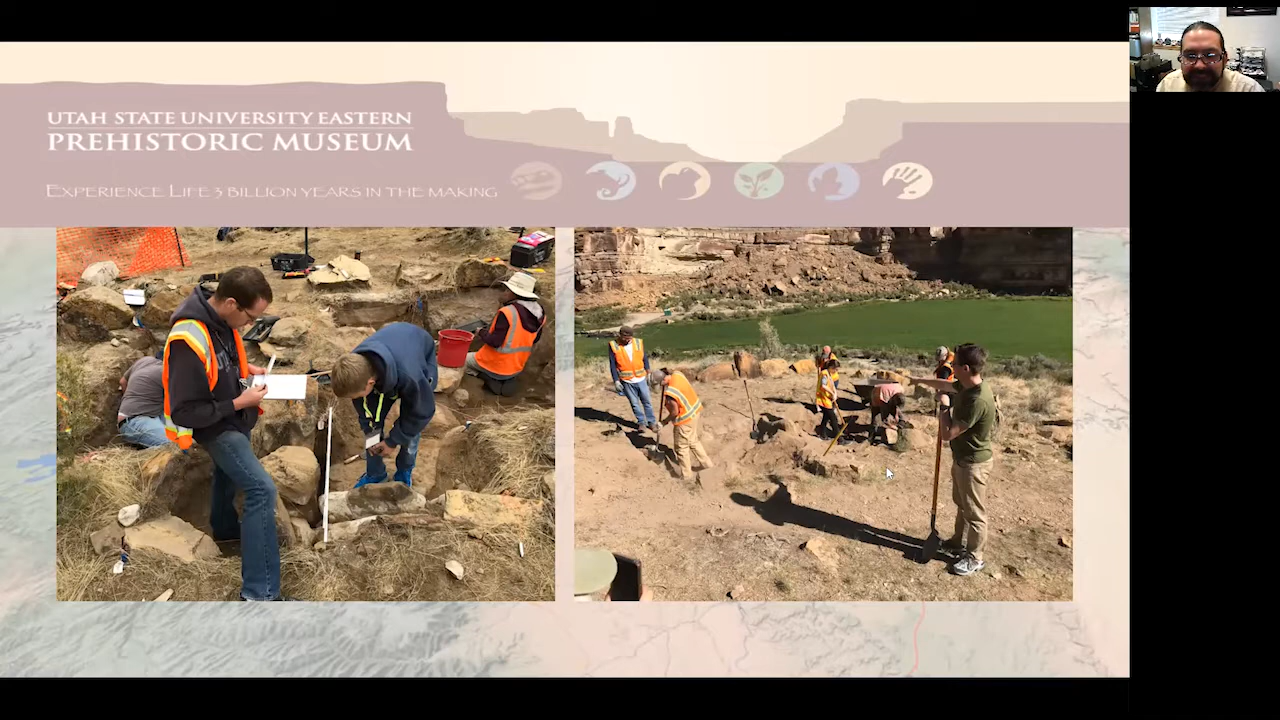 UTAH STATE UNIVERSITY EASTERN
PREHISTORIC MUSEUM
EXPERIENCE LIFE 3 BILLION YEARS IN THE MAKING